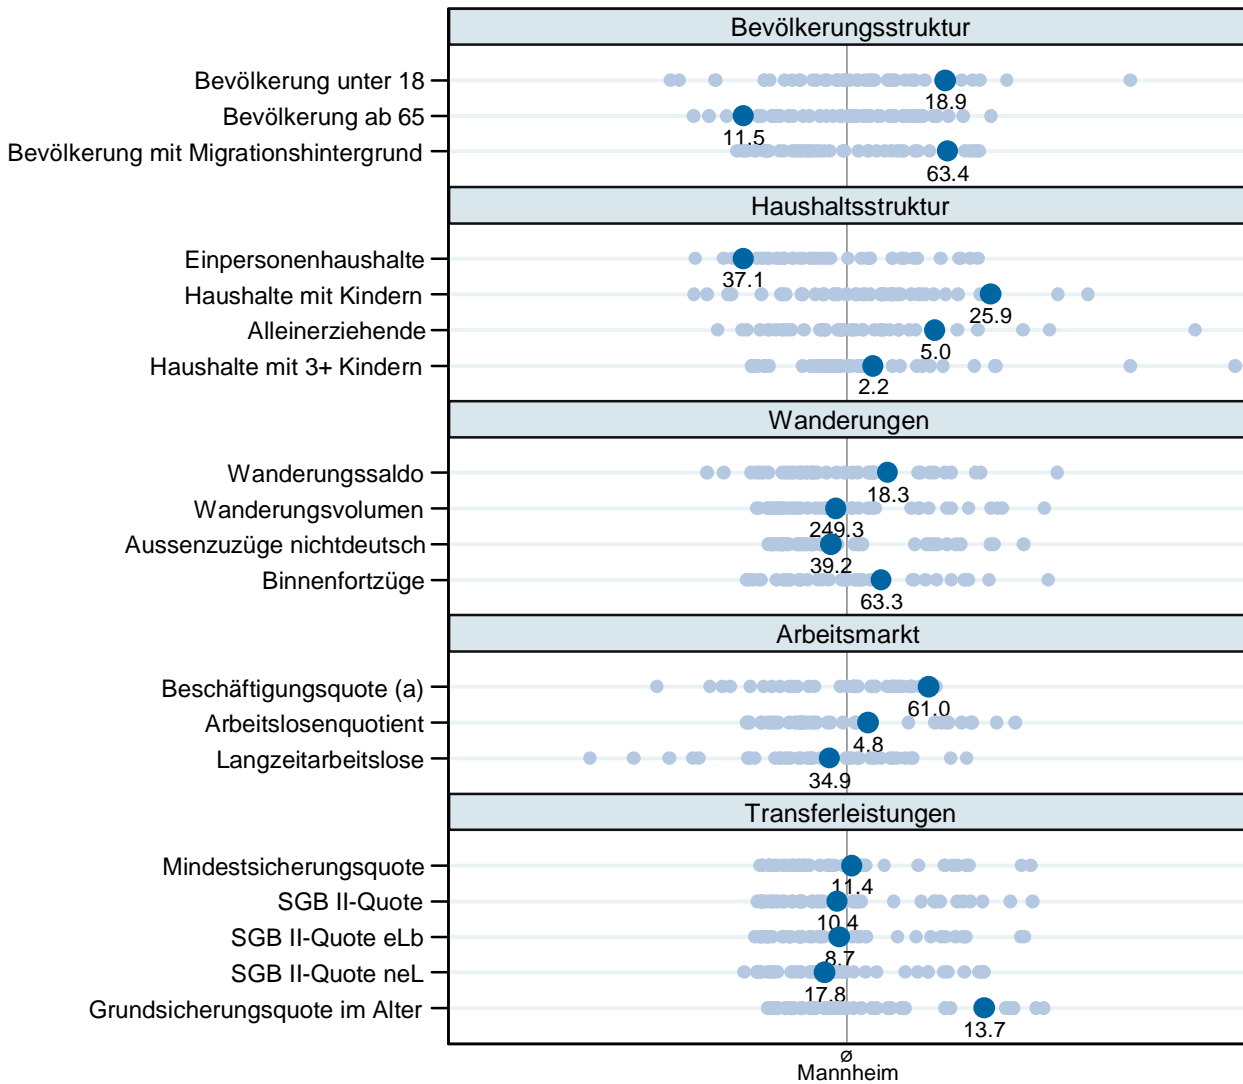 Bevölkerungsstruktur
Bevölkerung unter 18
18.9
Bevölkerung ab 65
11.5
Bevölkerung mit Migrationshintergrund
63.4
Haushaltsstruktur
Einpersonenhaushalte
37.1
Haushalte mit Kindern
25.9
Alleinerziehende
5.0
Haushalte mit 3+ Kindern
2.2
Wanderungen
Wanderungssaldo
18.3
Wanderungsvolumen
249.3
Aussenzuzüge nichtdeutsch
39.2
Binnenfortzüge
63.3
Arbeitsmarkt
Beschäftigungsquote (a)
61.0
Arbeitslosenquotient
4.8
Langzeitarbeitslose
34.9
Transferleistungen
Mindestsicherungsquote
11.4
SGB II-Quote
10.4
SGB II-Quote eLb
8.7
SGB II-Quote neL
17.8
Grundsicherungsquote im Alter
13.7
ø
Mannheim